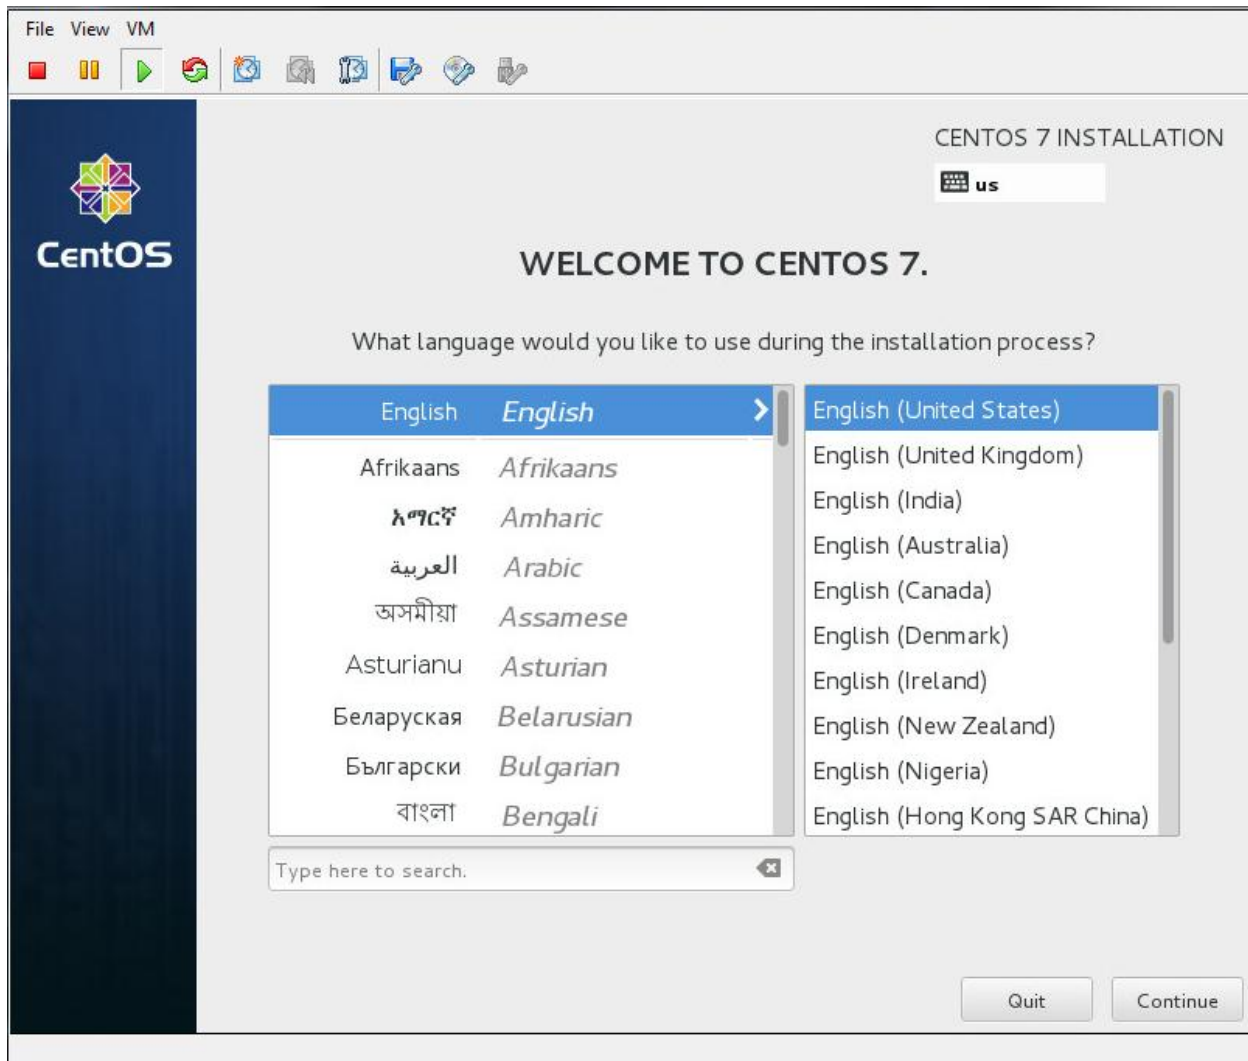 File View VM
CENTOS 7 INSTALLATION
us
CentOS
WELCOME TO CENTOS 7.
What language would you like to use during the installation process?
English English
Afrikaans Afrikaans
አማርኛ Amharic
العربية Arabic
অসমীয়া Assamese
Asturianu Asturian
Беларуская Belarusian
Български Bulgarian
বাংলা Bengali
English (United States)
English (United Kingdom)
English (India)
English (Australia)
English (Canada)
English (Denmark)
English (Ireland)
English (New Zealand)
English (Nigeria)
English (Hong Kong SAR China)
Type here to search.
Quit Continue